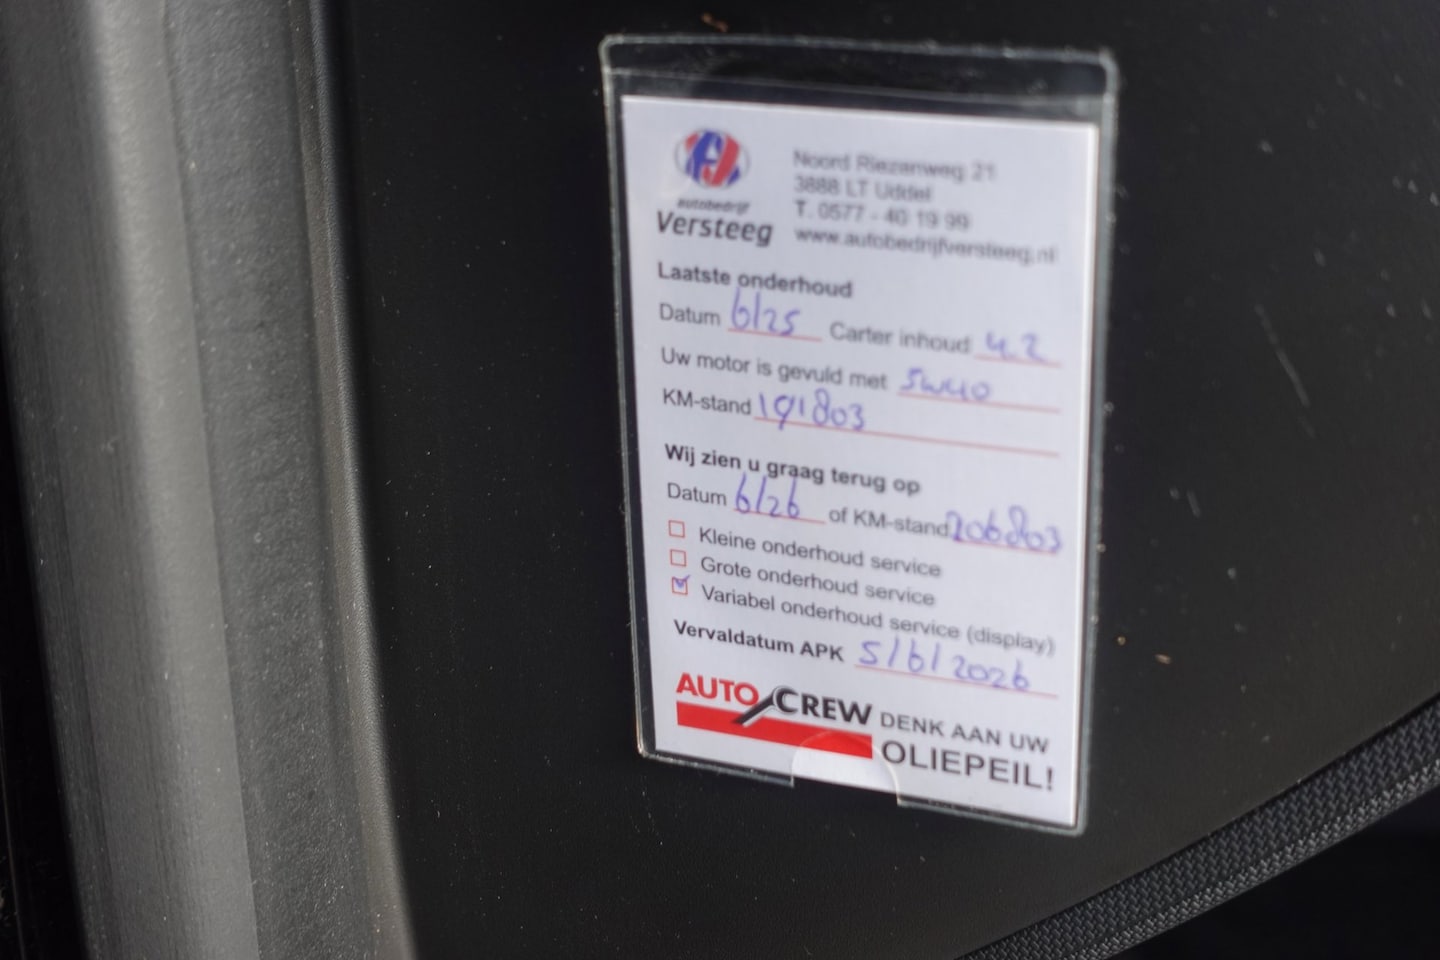 autobedrijf
Versteeg
Noord Riezenweg 21
3888 LT Uddel
T. 0577 - 40 19 99
www.autobedrijfversteeg.nl
Laatste onderhoud
Datum 6/25 Carter inhoud 4.2
Uw motor is gevuld met 5w40
KM-stand 191803
Wij zien u graag terug op
Datum 6/26 of KM-stand 206803
Kleine onderhoud service
Grote onderhoud service
Variabel onderhoud service (display)
Vervaldatum APK 5/6/2026
AUTO CREW DENK AAN UW
OLIEPEIL!